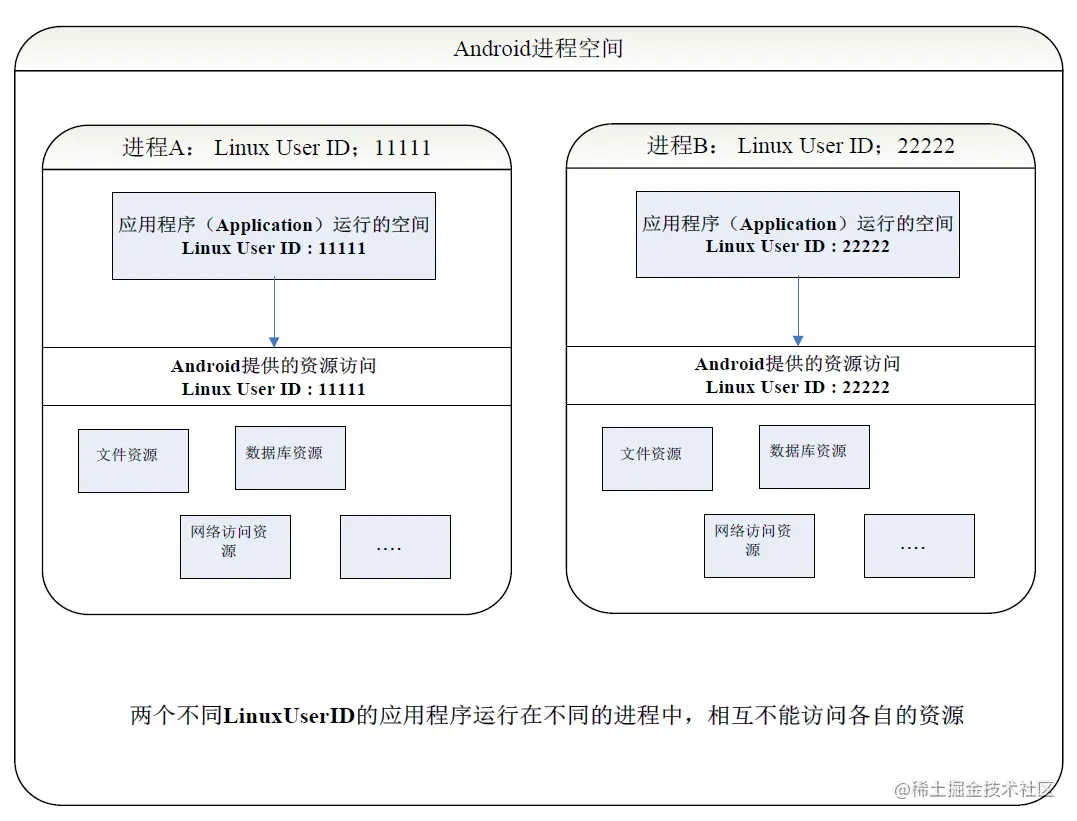 Android进程空间
进程A： Linux User ID；11111
应用程序（Application）运行的空间
Linux User ID : 11111
Android提供的资源访问
Linux User ID : 11111
文件资源
数据库资源
网络访问资
源
....
进程B： Linux User ID；22222
应用程序（Application）运行的空间
Linux User ID : 22222
Android提供的资源访问
Linux User ID : 22222
文件资源
数据库资源
网络访问资
源
....
两个不同LinuxUserID的应用程序运行在不同的进程中，相互不能访问各自的资源
@稀土掘金技术社区